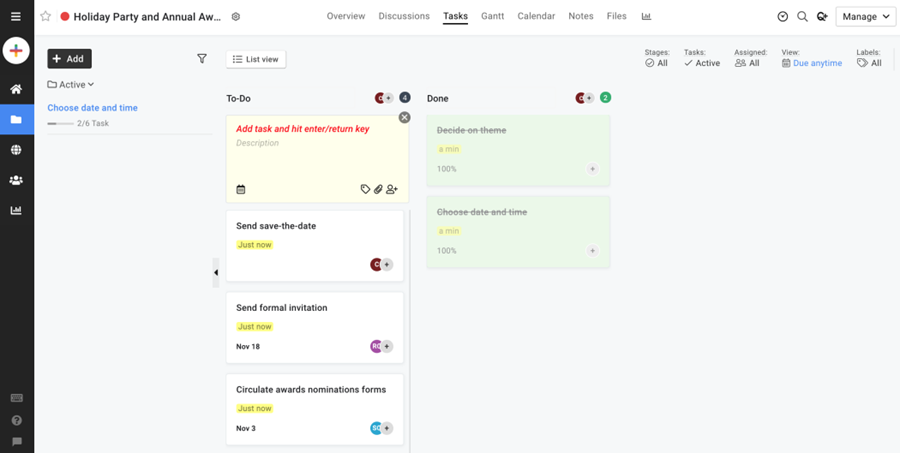 Holiday Party and Annual Aw...
Overview
Discussions
Tasks
Gantt
Calendar
Notes
Files
Manage
+ Add
List view
Stages:
All
Tasks:
Active
Assigned:
All
View:
Due anytime
Labels:
All
Active
Choose date and time
2/6 Task
To-Do
4
Add task and hit enter/return key
Description
Send save-the-date
Just now
+
Send formal invitation
Just now
Nov 18
+
Circulate awards nominations forms
Just now
Nov 3
+
Done
+
2
Decide on theme
a min
100%
+
Choose date and time
a min
100%
+